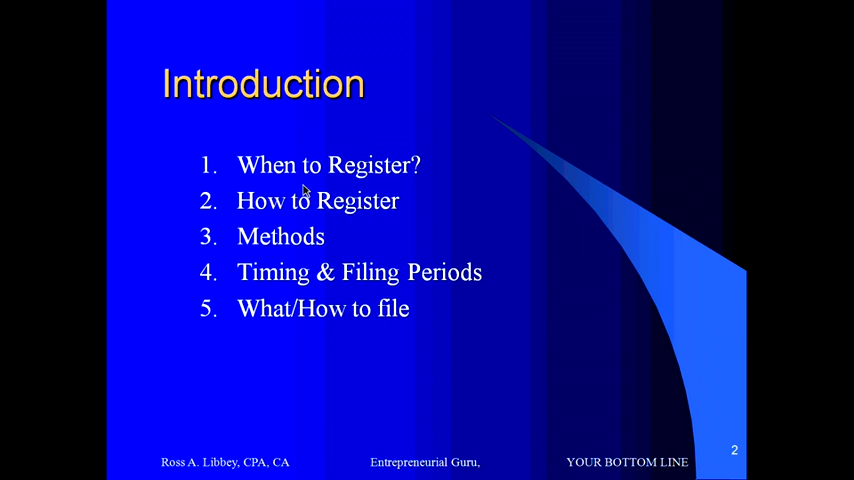 Introduction
1. When to Register?
2. How to Register
3. Methods
4. Timing & Filing Periods
5. What/How to file
2
Ross A. Libbey, CPA, CA Entrepreneurial Guru, YOUR BOTTOM LINE